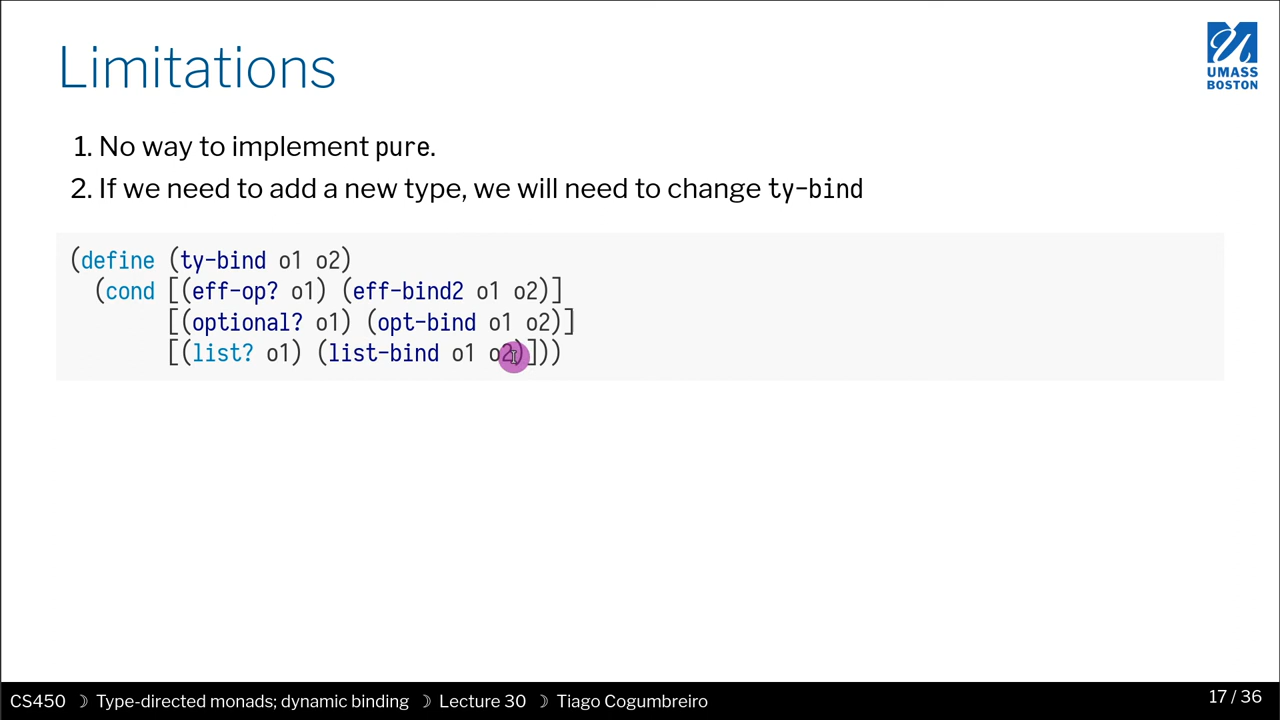 Limitations
UMASS
BOSTON
1. No way to implement pure.
2. If we need to add a new type, we will need to change ty-bind
(define (ty-bind o1 o2)
  (cond [(eff-op? o1) (eff-bind2 o1 o2)]
        [(optional? o1) (opt-bind o1 o2)]
        [(list? o1) (list-bind o1 o2)]))
CS450 ☽ Type-directed monads; dynamic binding ☽ Lecture 30 ☽ Tiago Cogumbreiro
17 / 36